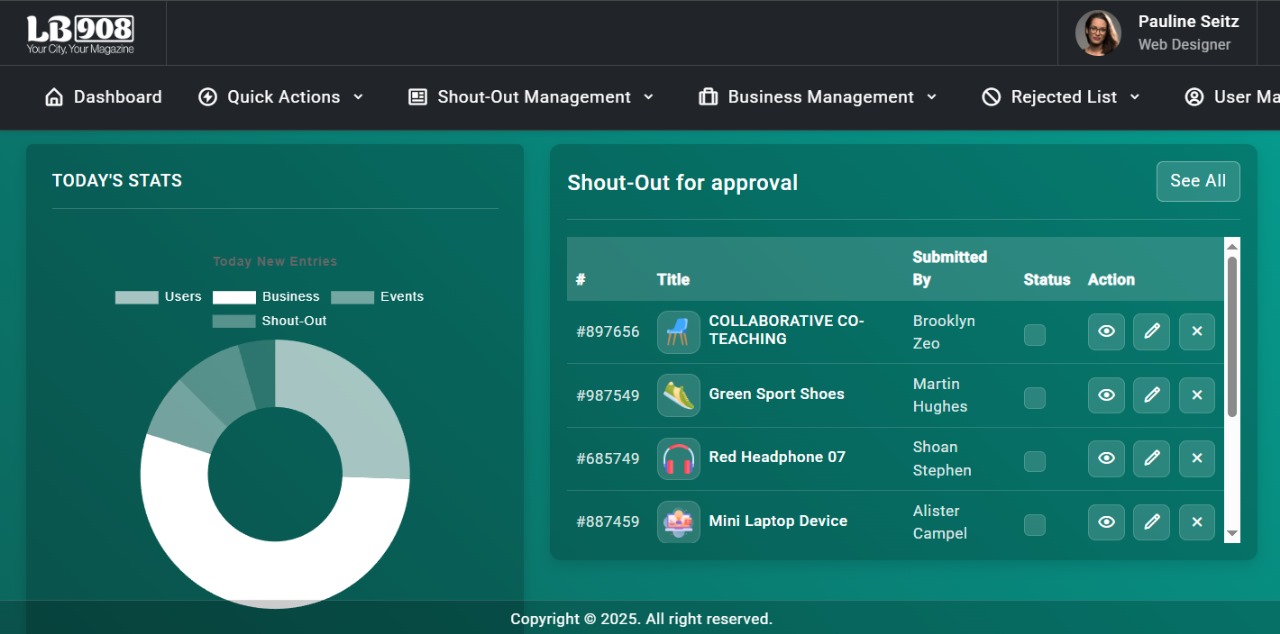 LB908
Your City, Your Magazine
Pauline Seitz
Web Designer
Dashboard
Quick Actions
Shout-Out Management
Business Management
Rejected List
User Ma
TODAY'S STATS
Today New Entries
Users
Business
Events
Shout-Out
Shout-Out for approval
See All
# Title Submitted By Status Action
#897656 COLLABORATIVE CO-
TEACHING
Brooklyn
Zeo
#987549 Green Sport Shoes
Martin
Hughes
#685749 Red Headphone 07
Shoan
Stephen
#887459 Mini Laptop Device
Alister
Campel
Copyright © 2025. All right reserved.